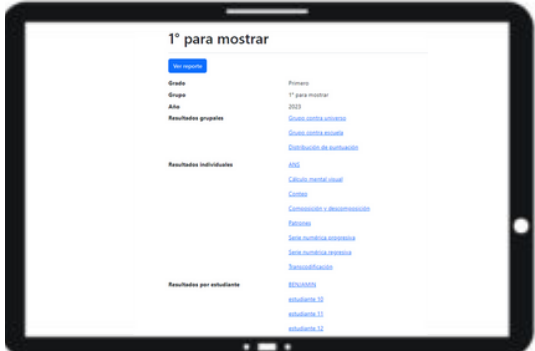 1° para mostrar
Ver reporte
Grado Primero
Grupo 1° para mostrar
Año 2023
Resultados grupales Grupo contra universo
Grupo contra escuela
Distribución de puntuación
Resultados individuales ANS
Cálculo mental visual
Conteo
Composición y descomposición
Patrones
Serie numérica progresiva
Serie numérica regresiva
Transcodificación
Resultados por estudiante BENJAMIN
estudiante 10
estudiante 11
estudiante 12